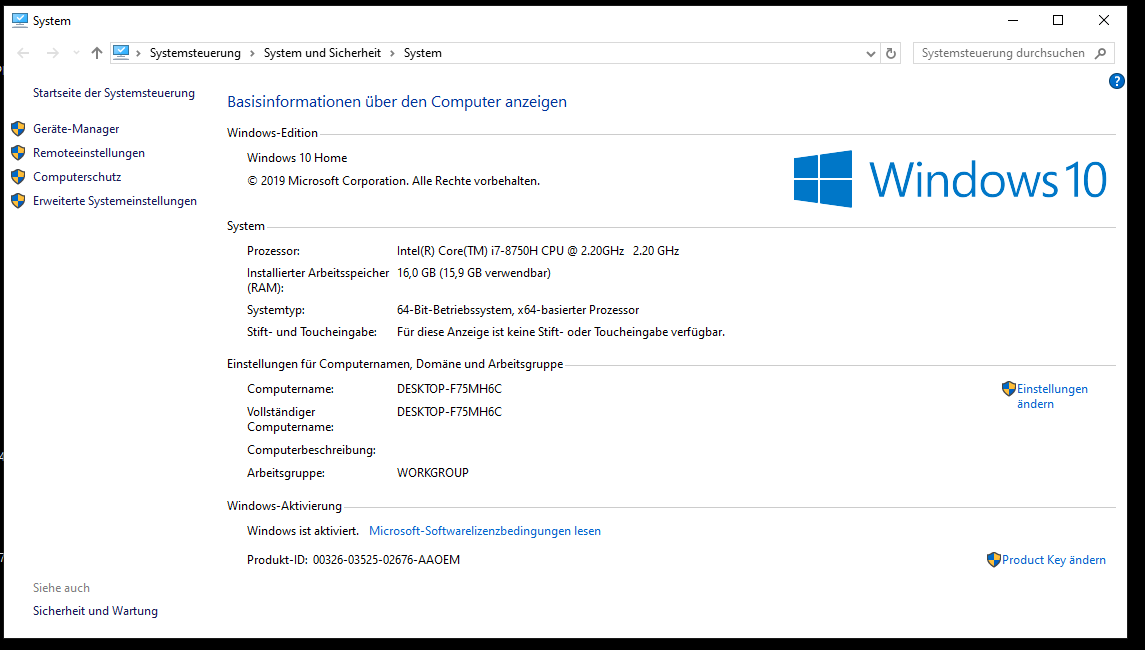 System
Systemsteuerung › System und Sicherheit › System
Systemsteuerung durchsuchen
?
Startseite der Systemsteuerung
Geräte-Manager
Remoteeinstellungen
Computerschutz
Erweiterte Systemeinstellungen
Basisinformationen über den Computer anzeigen
Windows-Edition
Windows 10 Home
© 2019 Microsoft Corporation. Alle Rechte vorbehalten.
Windows 10
System
Prozessor: Intel(R) Core(TM) i7-8750H CPU @ 2.20GHz 2.20 GHz
Installierter Arbeitsspeicher 16,0 GB (15,9 GB verwendbar)
(RAM):
Systemtyp: 64-Bit-Betriebssystem, x64-basierter Prozessor
Stift- und Toucheingabe: Für diese Anzeige ist keine Stift- oder Toucheingabe verfügbar.
Einstellungen für Computernamen, Domäne und Arbeitsgruppe
Computername: DESKTOP-F75MH6C
Einstellungen
ändern
Vollständiger DESKTOP-F75MH6C
Computername:
Computerbeschreibung:
Arbeitsgruppe: WORKGROUP
Windows-Aktivierung
Windows ist aktiviert. Microsoft-Softwarelizenzbedingungen lesen
Produkt-ID: 00326-03525-02676-AAOEM
Product Key ändern
Siehe auch
Sicherheit und Wartung